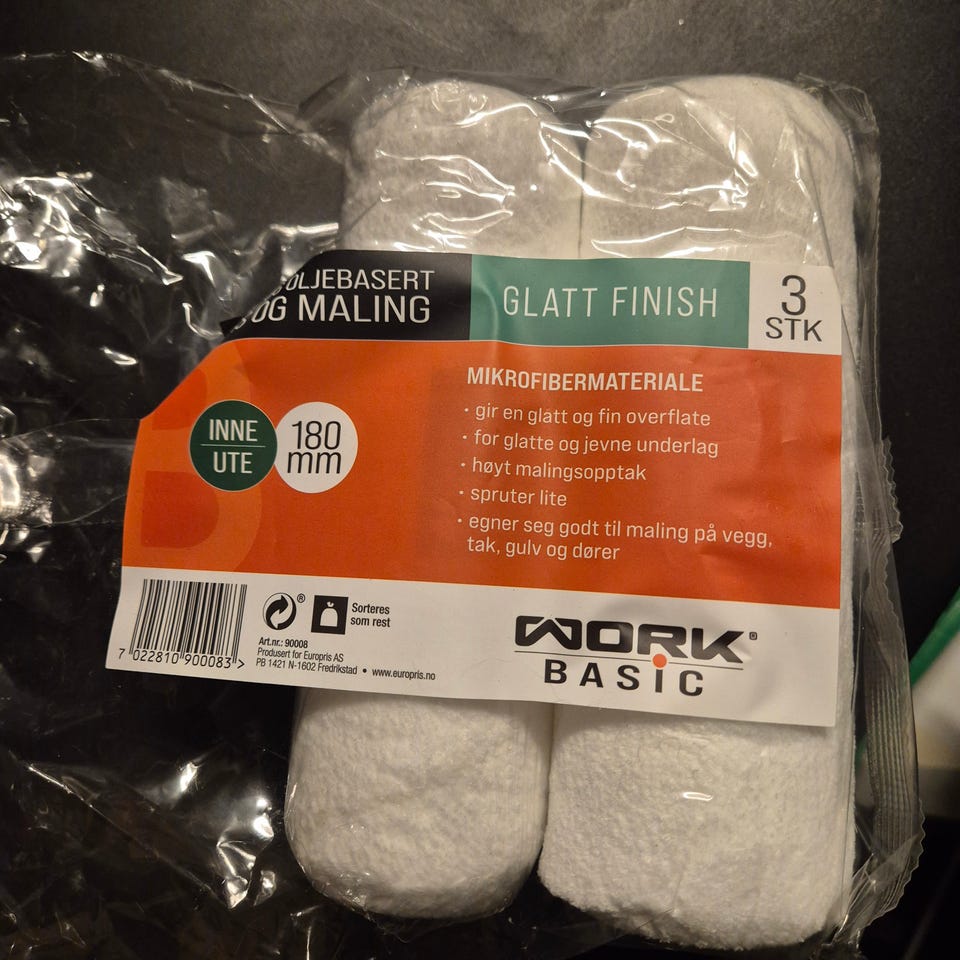 OLJEBASERT
OG MALING
GLATT FINISH
3
STK
MIKROFIBERMATERIALE
• gir en glatt og fin overflate
• for glatte og jevne underlag
• høyt malingsopptak
• spruter lite
• egner seg godt til maling på vegg,
tak, gulv og dører
INNE
UTE
180
mm
7 022810 900083 >
®
Sorteres
som rest
Art.nr.: 90008
Produsert for Europris AS
PB 1421 N-1602 Fredrikstad • www.europris.no
WORK®
BASIC